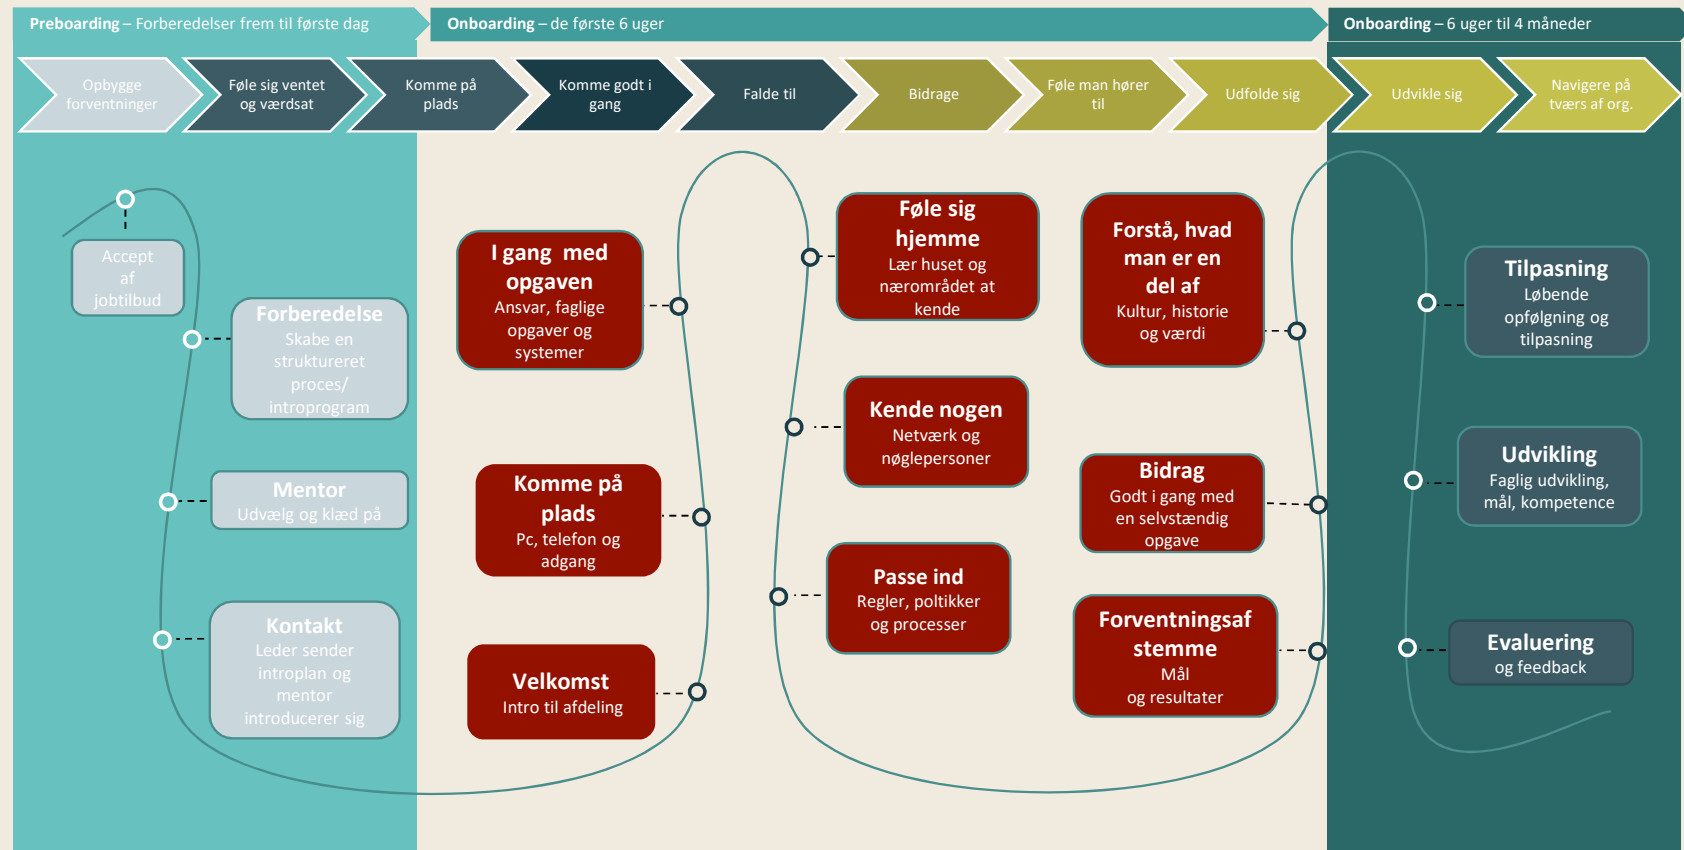 Preboarding – Forberedelser frem til første dag
Onboarding – de første 6 uger
Onboarding – 6 uger til 4 måneder
Opbygge
forventninger
Føle sig ventet
og værdsat
Komme på
plads
Komme godt i
gang
Falde til
Bidrage
Føle man hører
til
Udfolde sig
Udvikle sig
Navigere på
tværs af org.
Accept
af
jobtilbud
Forberedelse
Skabe en
struktureret
proces/
introprogram
Mentor
Udvælg og klæd på
Kontakt
Leder sender
introplan og
mentor
introducerer sig
I gang  med
opgaven
Ansvar, faglige
opgaver og
systemer
Komme på
plads
Pc, telefon og
adgang
Velkomst
Intro til afdeling
Føle sig
hjemme
Lær huset og
nærområdet at
kende
Kende nogen
Netværk og
nøglepersoner
Passe ind
Regler, poltikker
og processer
Forstå, hvad
man er en
del af
Kultur, historie
og værdi
Bidrag
Godt i gang med
en selvstændig
opgave
Forventningsaf
stemme
Mål
og resultater
Tilpasning
Løbende
opfølgning og
tilpasning
Udvikling
Faglig udvikling,
mål, kompetence
Evaluering
og feedback